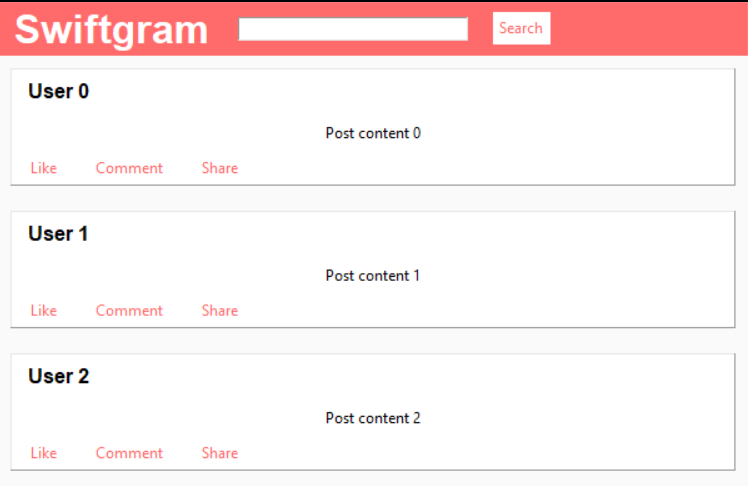 Swiftgram Search
User 0
Post content 0
Like Comment Share
User 1
Post content 1
Like Comment Share
User 2
Post content 2
Like Comment Share